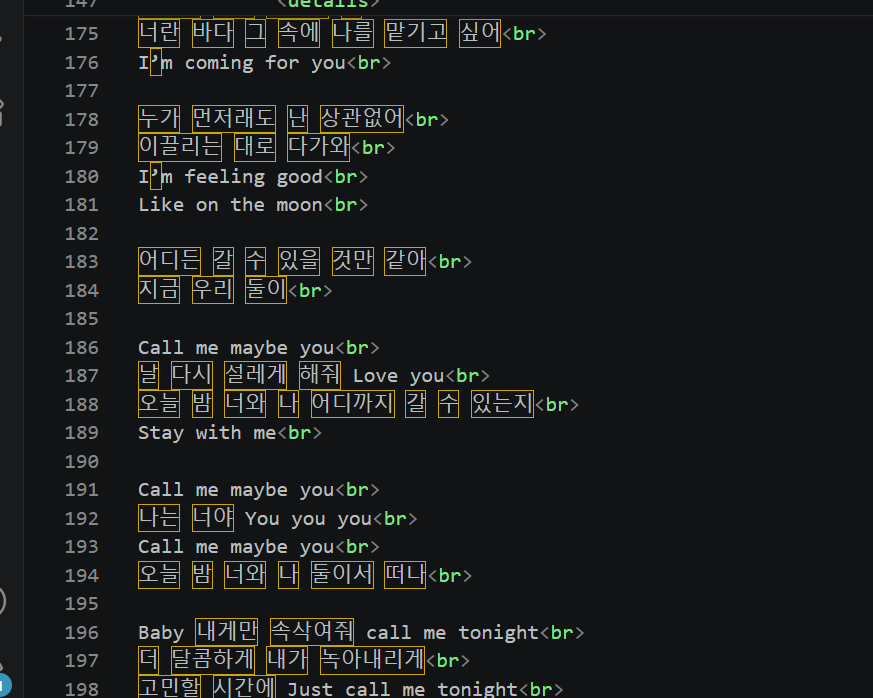 147 <details>
175 너란 바다 그 속에 나를 맡기고 싶어<br>
176 I’m coming for you<br>
177
178 누가 먼저래도 난 상관없어<br>
179 이끌리는 대로 다가와<br>
180 I’m feeling good<br>
181 Like on the moon<br>
182
183 어디든 갈 수 있을 것만 같아<br>
184 지금 우리 둘이<br>
185
186 Call me maybe you<br>
187 날 다시 설레게 해줘 Love you<br>
188 오늘 밤 너와 나 어디까지 갈 수 있는지<br>
189 Stay with me<br>
190
191 Call me maybe you<br>
192 나는 너야 You you you<br>
193 Call me maybe you<br>
194 오늘 밤 너와 나 둘이서 떠나<br>
195
196 Baby 내게만 속삭여줘 call me tonight<br>
197 더 달콤하게 내가 녹아내리게<br>
198 고민할 시간에 Just call me tonight<br>